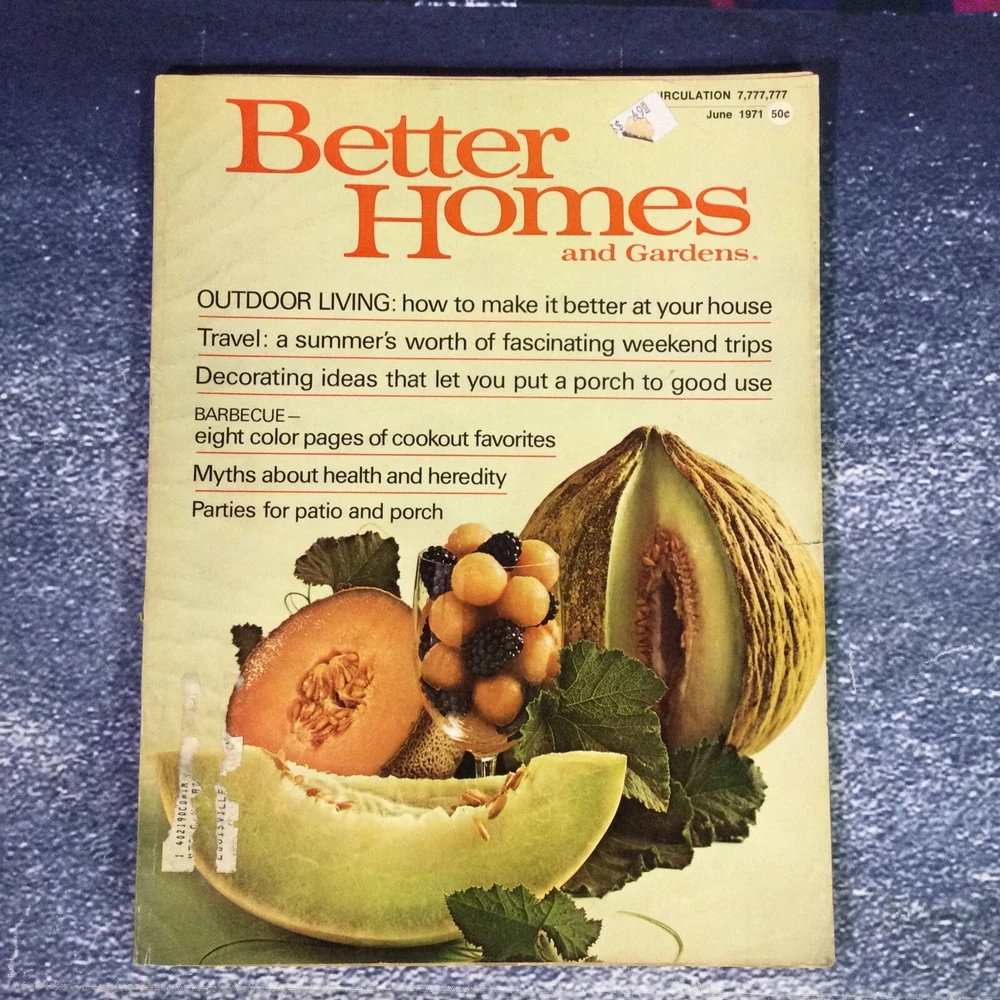 CIRCULATION 7,777,777
June 1971 50¢
Better
Homes
and Gardens®
OUTDOOR LIVING: how to make it better at your house
Travel: a summer's worth of fascinating weekend trips
Decorating ideas that let you put a porch to good use
BARBECUE—
eight color pages of cookout favorites
Myths about health and heredity
Parties for patio and porch
LOUISVILLE